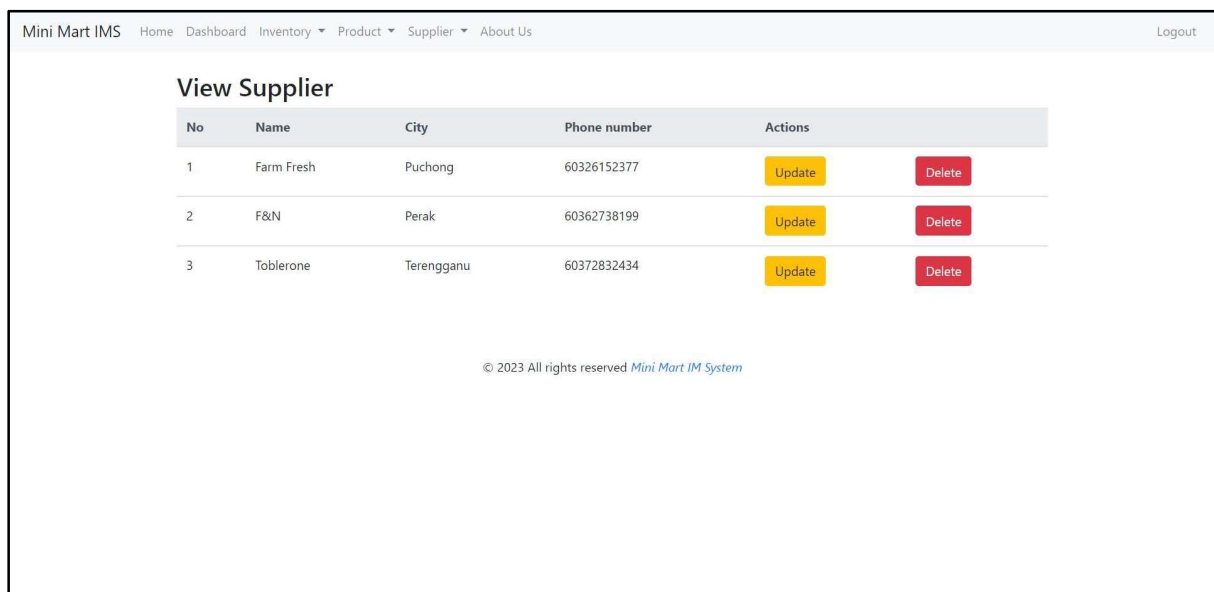 Mini Mart IMS Home Dashboard Inventory Product Supplier About Us Logout
View Supplier
No Name City Phone number Actions
1 Farm Fresh Puchong 60326152377 Update Delete
2 F&N Perak 60362738199 Update Delete
3 Toblerone Terengganu 60372832434 Update Delete
© 2023 All rights reserved Mini Mart IM System